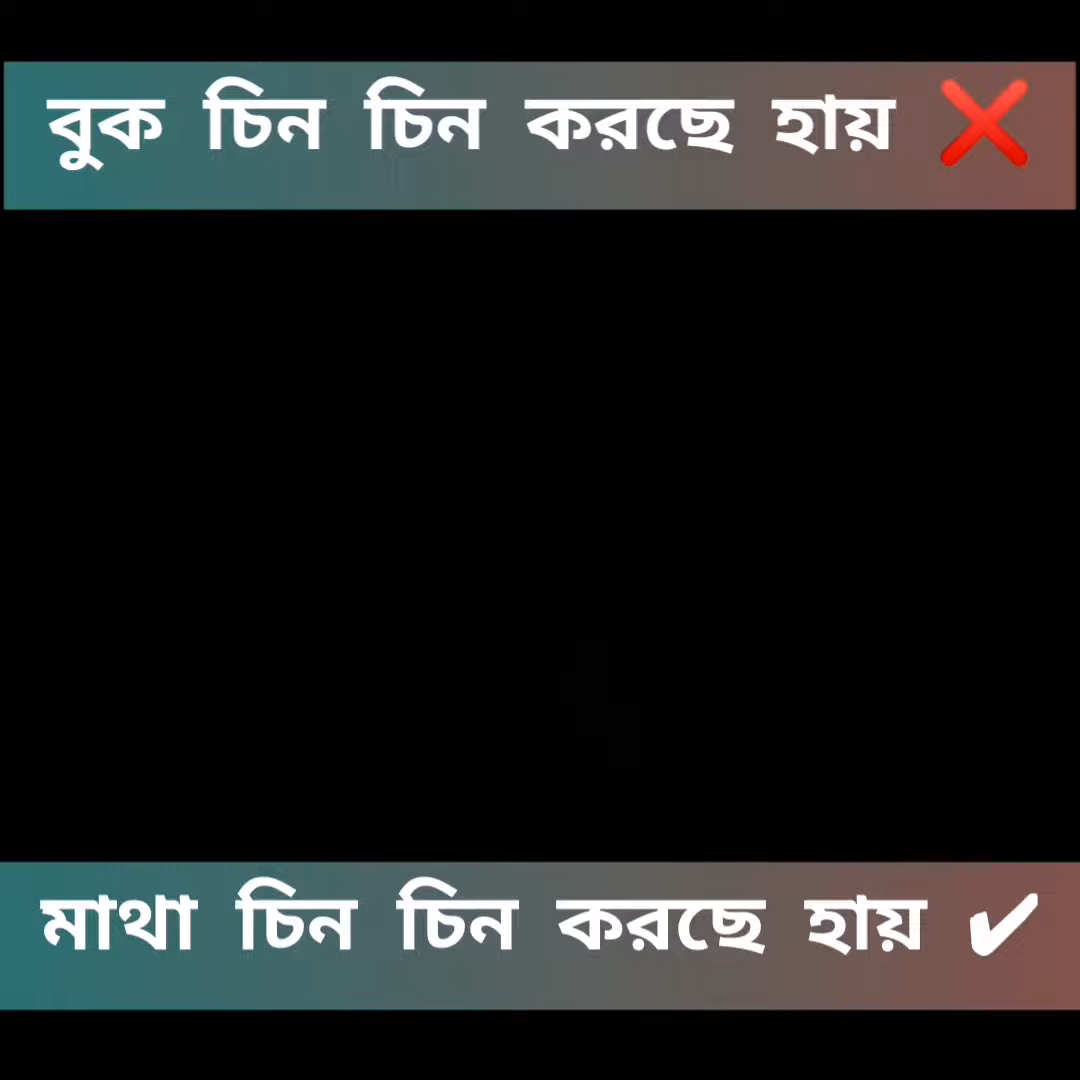 বুক চিন চিন করছে হায় ❌
মাথা চিন চিন করছে হায় ✔